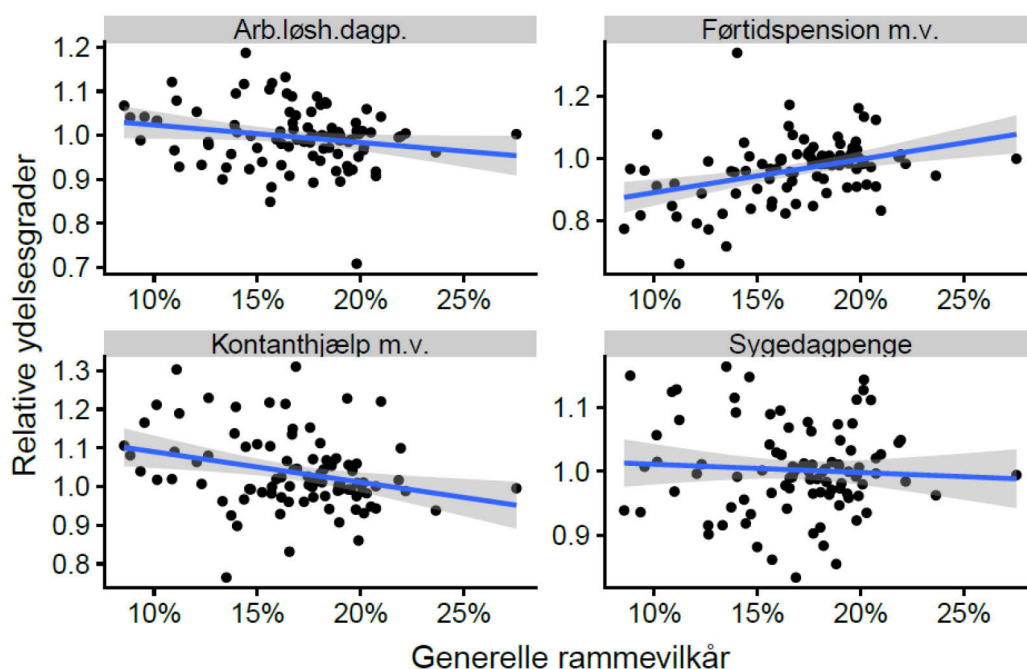 Relative ydelsesgrader
Arb.løsh.dagp.
1.2
1.1
1.0
0.9
0.8
0.7
10% 15% 20% 25%
Førtidspension m.v.
1.2
1.0
0.8
10% 15% 20% 25%
Kontanthjælp m.v.
1.3
1.2
1.1
1.0
0.9
0.8
10% 15% 20% 25%
Sygedagpenge
1.1
1.0
0.9
10% 15% 20% 25%
Generelle rammevilkår